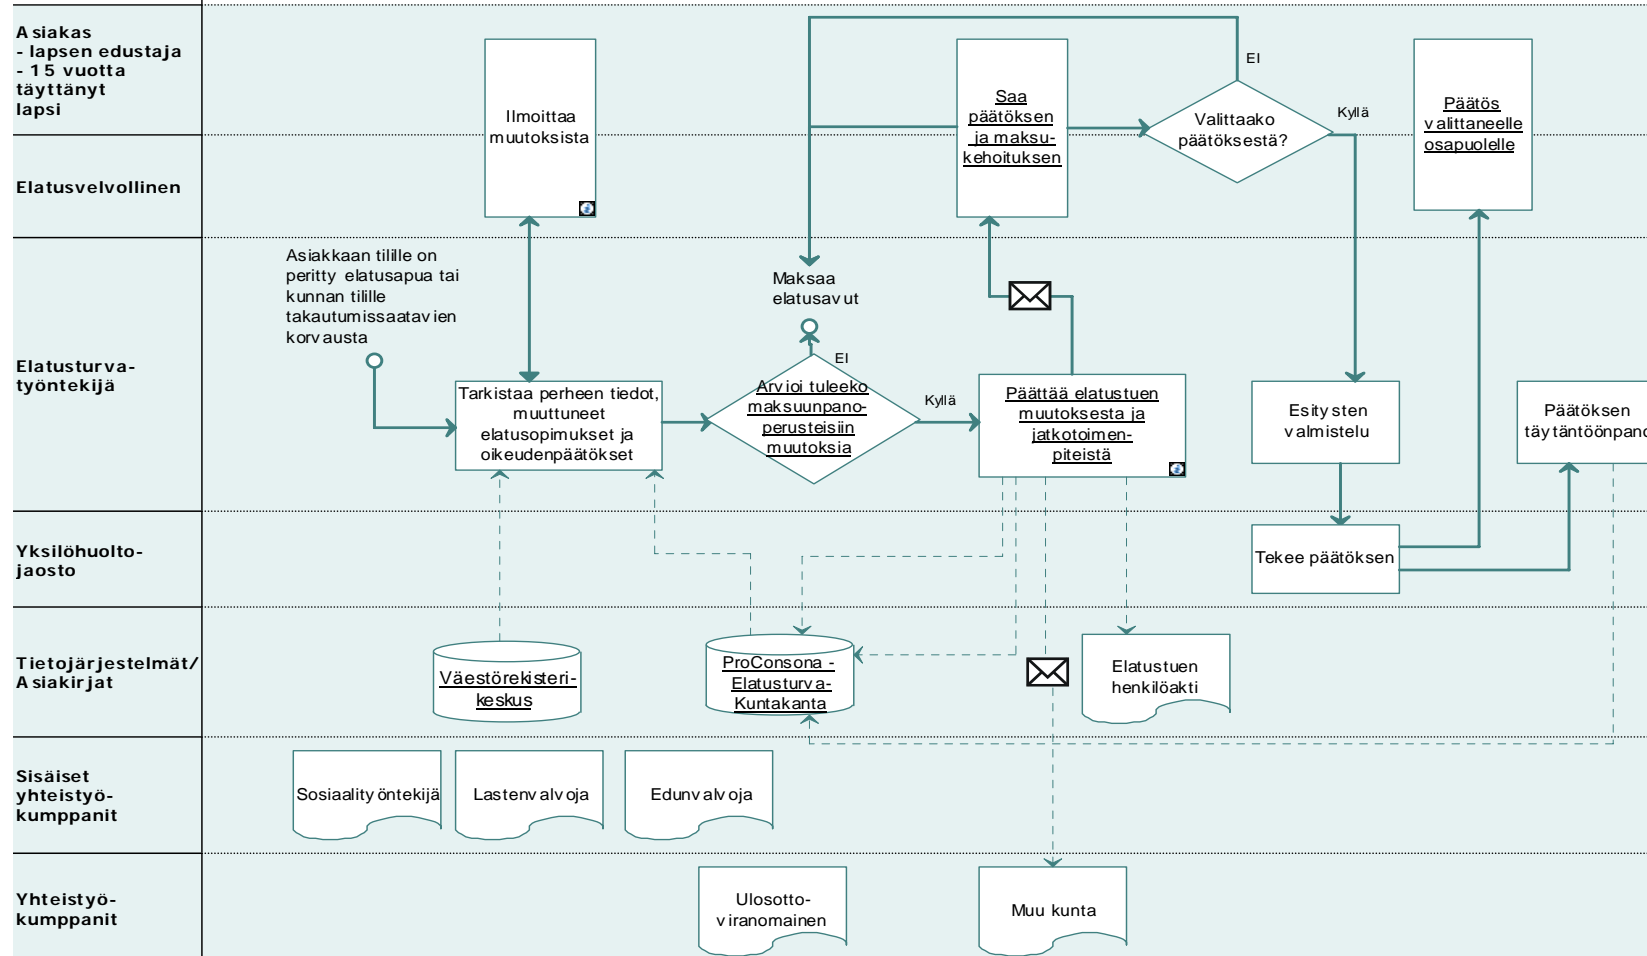 Asiakas
- lapsen edustaja
- 15 vuotta
täyttänyt
lapsi
Ilmoittaa
muutoksista
Saa
päätöksen
ja maksu-
kehoituksen
EI
Valittaako
päätöksestä?
Kyllä
Päätös
valittaneelle
osapuolelle
Elatusvelvollinen
Asiakkaan tilille on
peritty elatusapua tai
kunnan tilille
takautumissaatavien
korvausta
Maksaa
elatusavut
Elatusturva-
työntekijä
Tarkistaa perheen tiedot,
muuttuneet
elatusopimukset ja
oikeudenpäätökset
EI
Arvioi tuleeko
maksuunpano-
perusteisiin
muutoksia
Kyllä
Päättää elatustuen
muutoksesta ja
jatkotoimen-
piteistä
Esitysten
valmistelu
Päätöksen
täytäntöönpano
Yksilöhuolto-
jaosto
Tekee päätöksen
Tietojärjestelmät/
Asiakirjat
Väestörekisteri-
keskus
ProConsona -
Elatusturva-
Kuntakanta
Elatustuen
henkilöakti
Sisäiset
yhteistyö-
kumppanit
Sosiaalityöntekijä
Lastenvalvoja
Edunvalvoja
Yhteistyö-
kumppanit
Ulosotto-
viranomainen
Muu kunta